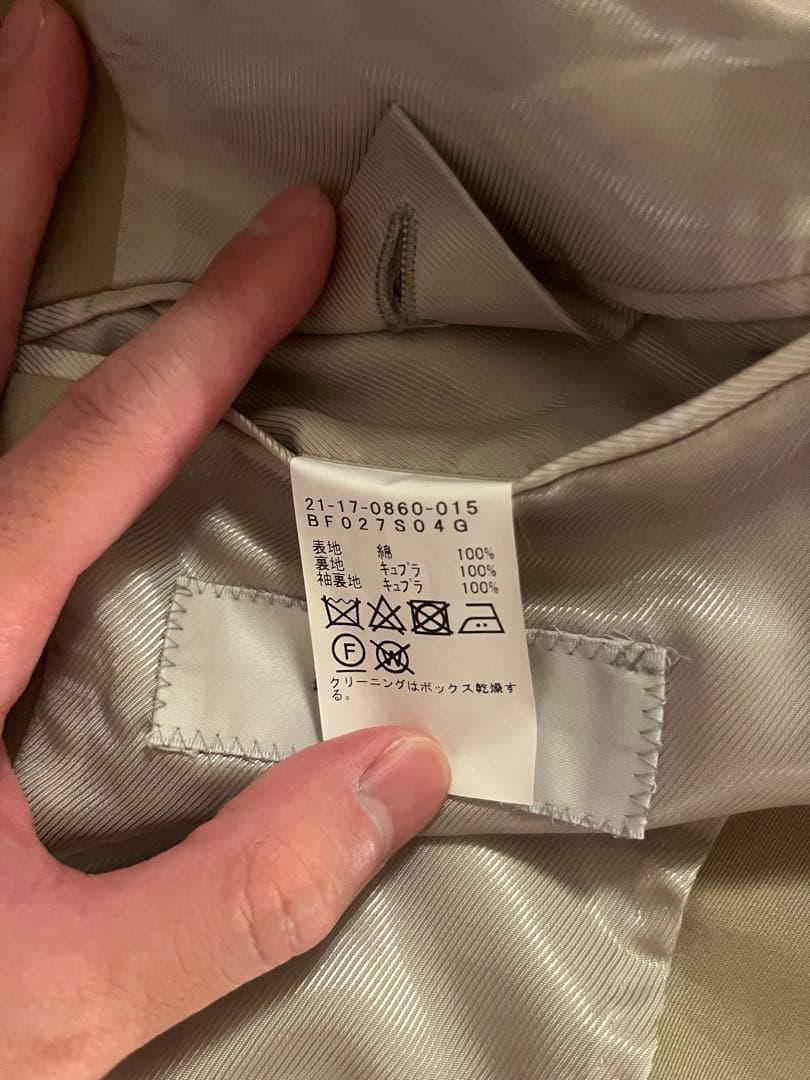 21-17-0860-015
BF027S04G
表地 綿 100%
裏地 キュプラ 100%
袖裏地 キュプラ 100%
F W
クリーニングはボックス乾燥す
る。